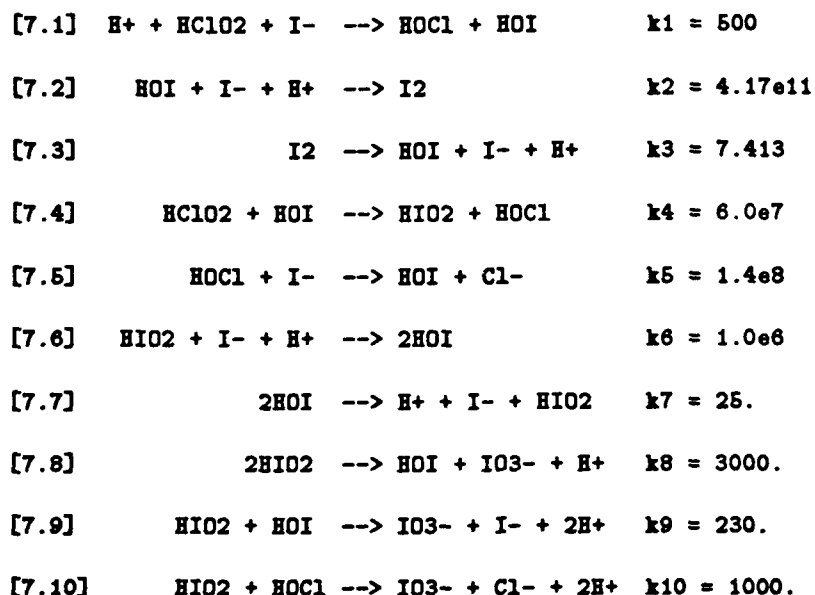 [7.1] H+ + HClO2 + I- --> HOCl + HOI k1 = 500
[7.2] HOI + I- + H+ --> I2 k2 = 4.17e11
[7.3] I2 --> HOI + I- + H+ k3 = 7.413
[7.4] HClO2 + HOI --> HIO2 + HOCl k4 = 6.0e7
[7.5] HOCl + I- --> HOI + Cl- k5 = 1.4e8
[7.6] HIO2 + I- + H+ --> 2HOI k6 = 1.0e6
[7.7] 2HOI --> H+ + I- + HIO2 k7 = 25.
[7.8] 2HIO2 --> HOI + IO3- + H+ k8 = 3000.
[7.9] HIO2 + HOI --> IO3- + I- + 2H+ k9 = 230.
[7.10] HIO2 + HOCl --> IO3- + Cl- + 2H+ k10 = 1000.